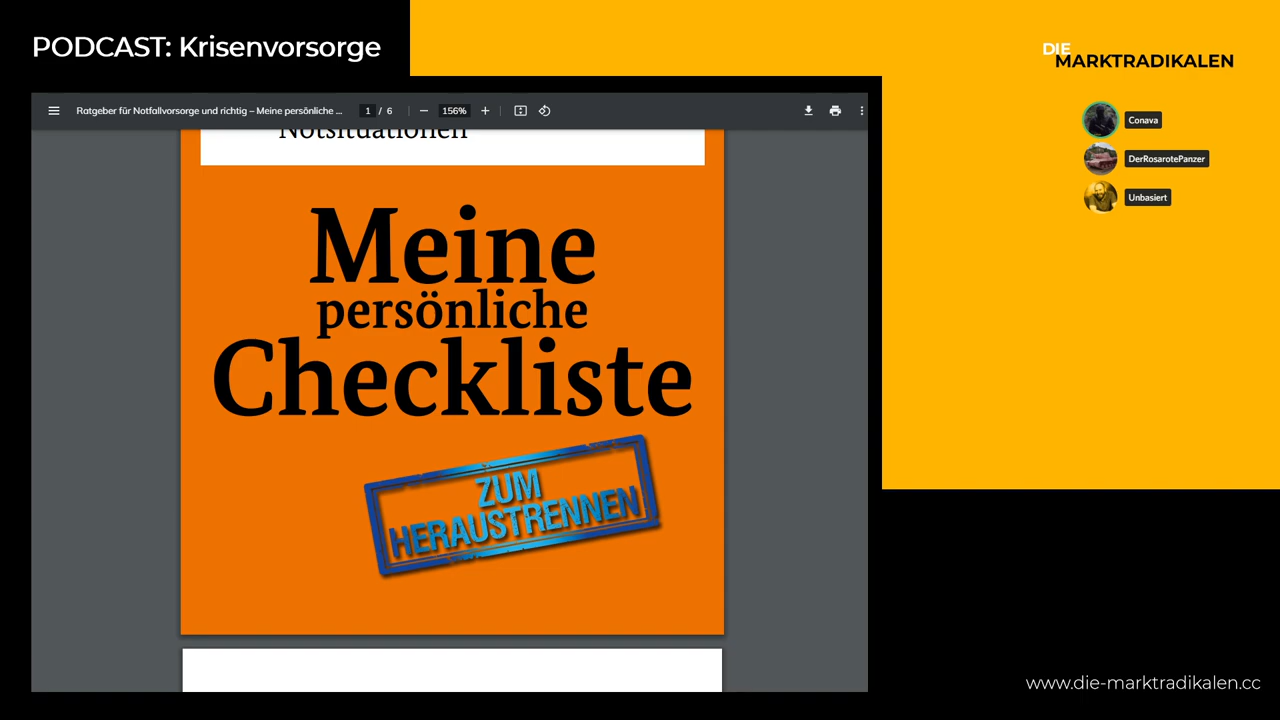 PODCAST: Krisenvorsorge
DIE
MARKTRADIKALEN
Ratgeber für Notfallvorsorge und richtig – Meine persönliche ...
1 / 6
156%
Notsituationen
Meine
persönliche
Checkliste
ZUM
HERAUSTRENNEN
Conava
DerRosarotePanzer
Unbasiert
www.die-marktradikalen.cc